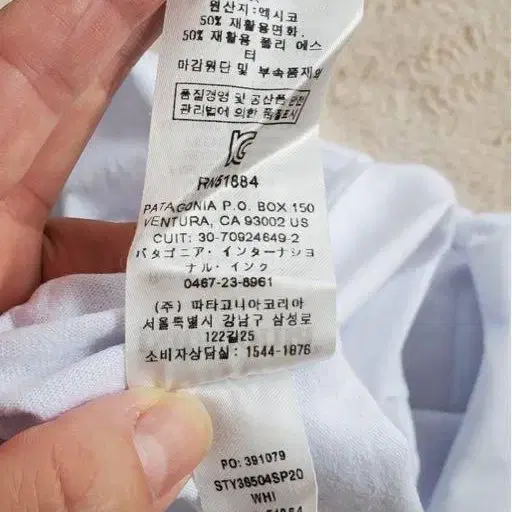 원산지:멕시코
50% 재활용면화.
50% 재활용 폴리 에스
터
마감원단 및 부속품제외
품질경영 및 공산품 안전
관리법에 의한 품질표시
RN51884
PATAGONIA P.O. BOX 150
VENTURA, CA 93002 US
CUIT: 30-70924649-2
パタゴニア・インターナショ
ナル・インク
0467-23-8961
(주) 파타고니아코리아
서울특별시 강남구 삼성로
122길25
소비자상담실 : 1544-1876
PO: 391079
STY36504SP20
WHI